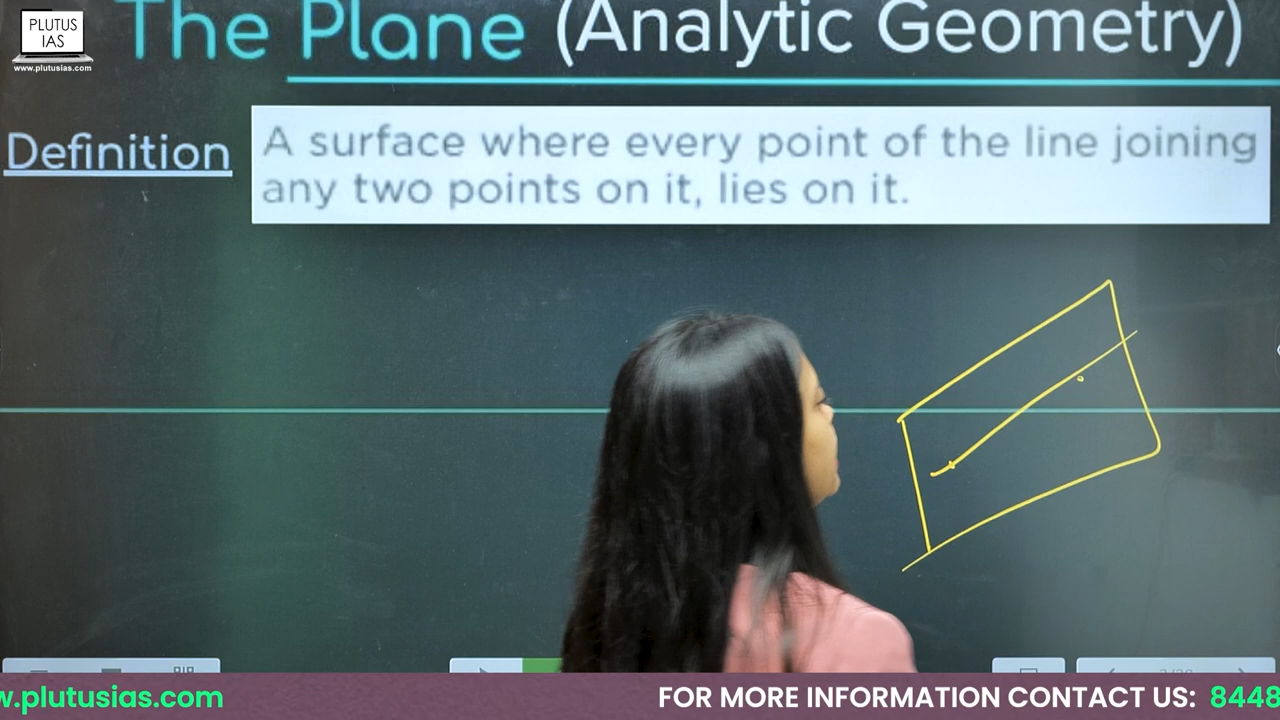 PLUTUS
IAS
www.plutusias.com
The Plane (Analytic Geometry)
Definition
A surface where every point of the line joining
any two points on it, lies on it.
w.plutusias.com
FOR MORE INFORMATION CONTACT US: 8448